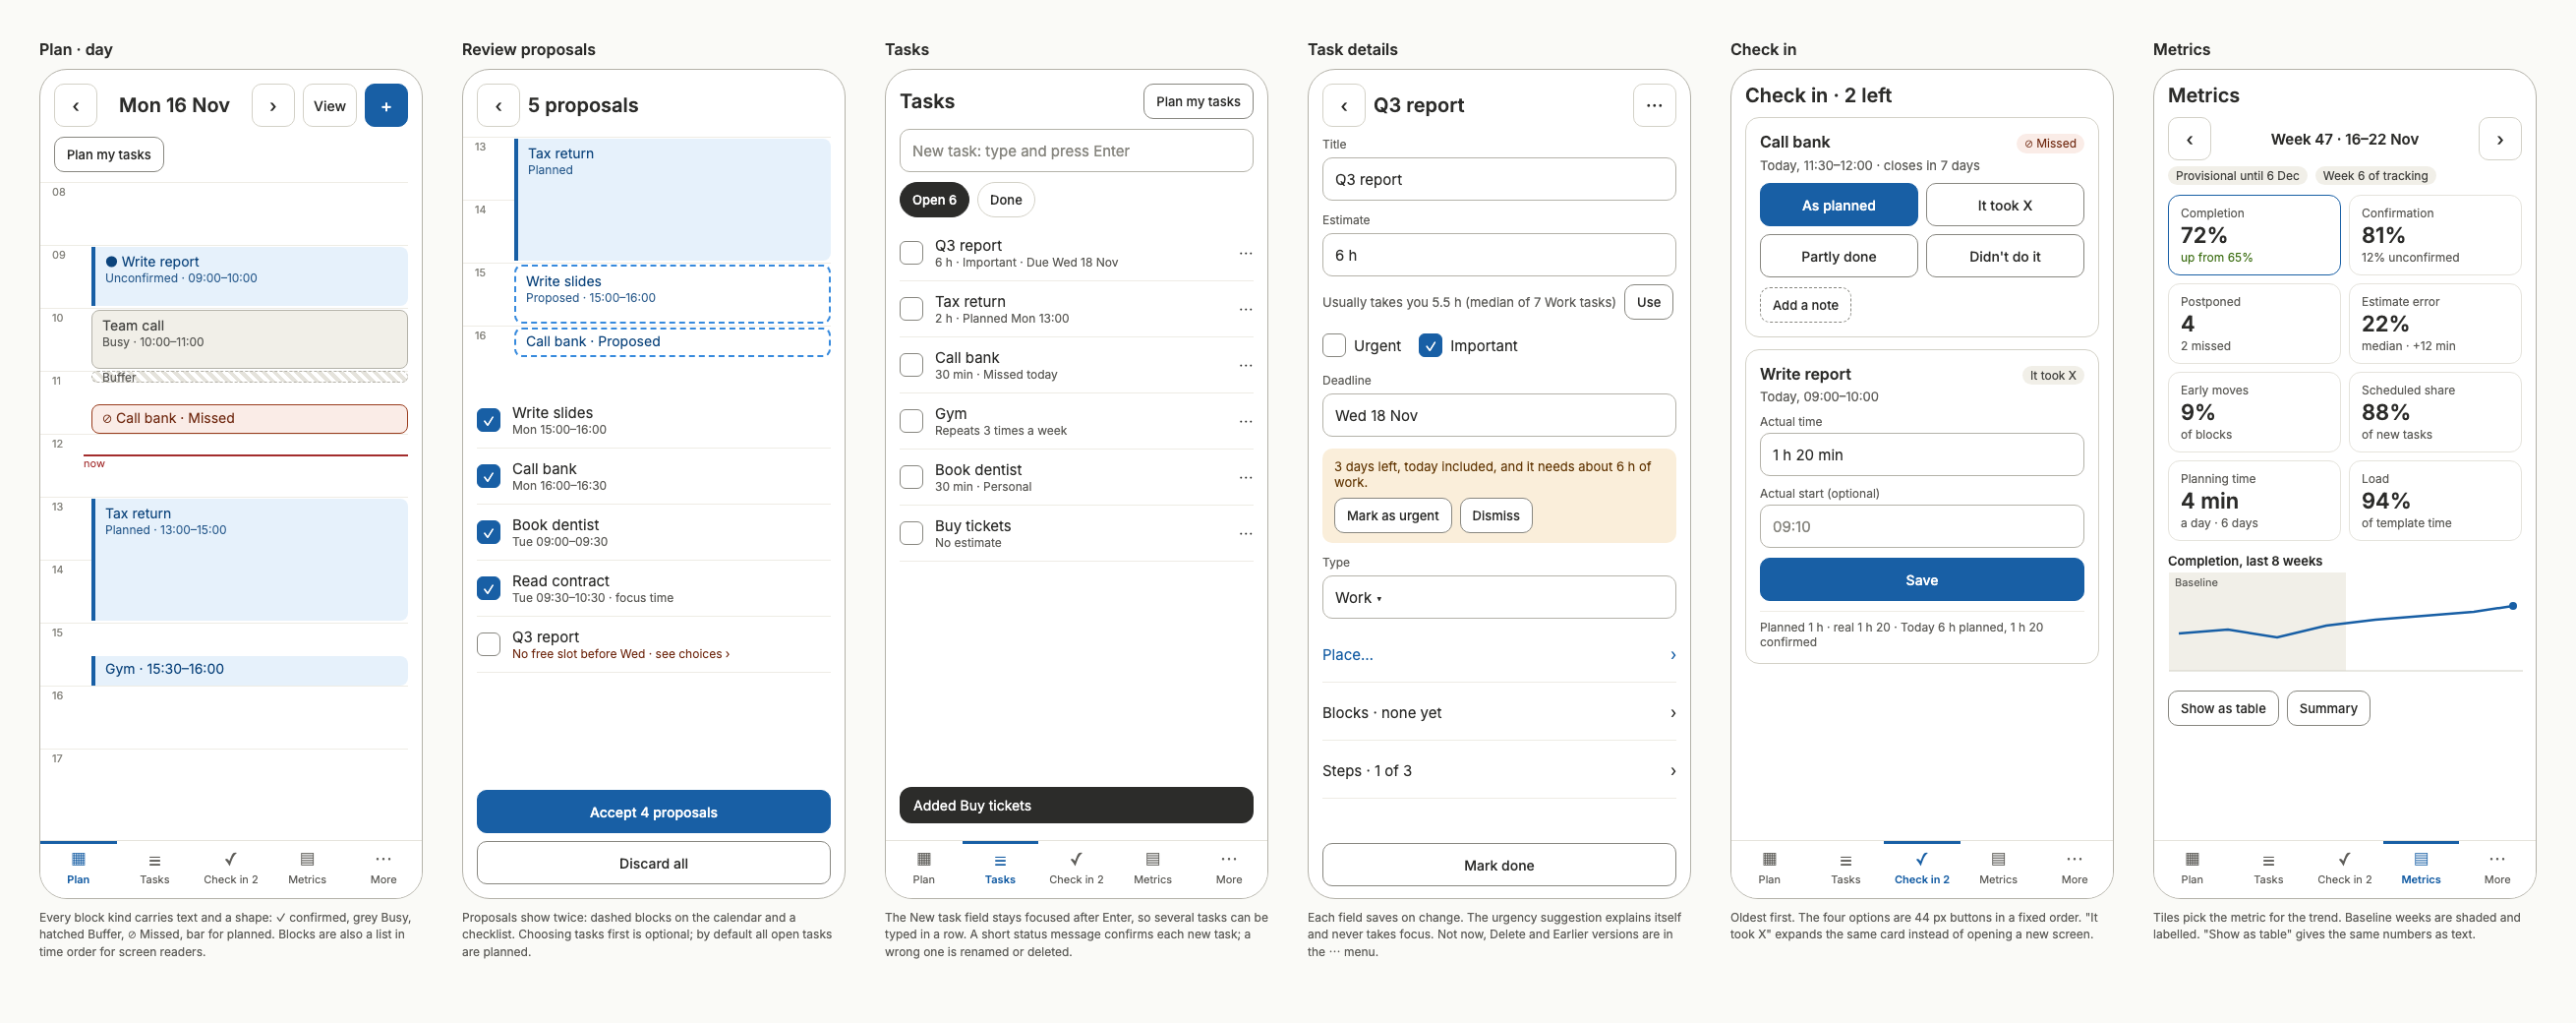 Plan · day
‹
Mon 16 Nov
›
View
+
Plan my tasks
08
09
Write report
Unconfirmed · 09:00–10:00
10
Team call
Busy · 10:00–11:00
11
Buffer
⊘ Call bank · Missed
12
now
13
Tax return
Planned · 13:00–15:00
14
15
Gym · 15:30–16:00
16
17
Plan
Tasks
Check in 2
Metrics
More
Every block kind carries text and a shape: ✓ confirmed, grey Busy,
hatched Buffer, ⊘ Missed, bar for planned. Blocks are also a list in
time order for screen readers.
Review proposals
‹
5 proposals
13
Tax return
Planned
14
15
Write slides
Proposed · 15:00–16:00
16
Call bank · Proposed
Write slides
Mon 15:00–16:00
Call bank
Mon 16:00–16:30
Book dentist
Tue 09:00–09:30
Read contract
Tue 09:30–10:30 · focus time
Q3 report
No free slot before Wed · see choices ›
Accept 4 proposals
Discard all
Proposals show twice: dashed blocks on the calendar and a
checklist. Choosing tasks first is optional; by default all open tasks
are planned.
Tasks
Tasks
Plan my tasks
New task: type and press Enter
Open 6
Done
Q3 report
6 h · Important · Due Wed 18 Nov
···
Tax return
2 h · Planned Mon 13:00
···
Call bank
30 min · Missed today
···
Gym
Repeats 3 times a week
···
Book dentist
30 min · Personal
···
Buy tickets
No estimate
···
Added Buy tickets
Plan
Tasks
Check in 2
Metrics
More
The New task field stays focused after Enter, so several tasks can be
typed in a row. A short status message confirms each new task; a
wrong one is renamed or deleted.
Task details
‹
Q3 report
···
Title
Q3 report
Estimate
6 h
Usually takes you 5.5 h (median of 7 Work tasks)
Use
Urgent
Important
Deadline
Wed 18 Nov
3 days left, today included, and it needs about 6 h of
work.
Mark as urgent
Dismiss
Type
Work ▾
Place...
›
Blocks · none yet
›
Steps · 1 of 3
›
Mark done
Each field saves on change. The urgency suggestion explains itself
and never takes focus. Not now, Delete and Earlier versions are in
the ··· menu.
Check in
Check in · 2 left
Call bank
⊘ Missed
Today, 11:30–12:00 · closes in 7 days
As planned
It took X
Partly done
Didn't do it
Add a note
Write report
It took X
Today, 09:00–10:00
Actual time
1 h 20 min
Actual start (optional)
09:10
Save
Planned 1 h · real 1 h 20 · Today 6 h planned, 1 h 20
confirmed
Plan
Tasks
Check in 2
Metrics
More
Oldest first. The four options are 44 px buttons in a fixed order. "It
took X" expands the same card instead of opening a new screen.
Metrics
Metrics
‹
Week 47 · 16–22 Nov
›
Provisional until 6 Dec
Week 6 of tracking
Completion
72%
up from 65%
Confirmation
81%
12% unconfirmed
Postponed
4
2 missed
Estimate error
22%
median · +12 min
Early moves
9%
of blocks
Scheduled share
88%
of new tasks
Planning time
4 min
a day · 6 days
Load
94%
of template time
Completion, last 8 weeks
Baseline
Show as table
Summary
Plan
Tasks
Check in 2
Metrics
More
Tiles pick the metric for the trend. Baseline weeks are shaded and
labelled. "Show as table" gives the same numbers as text.